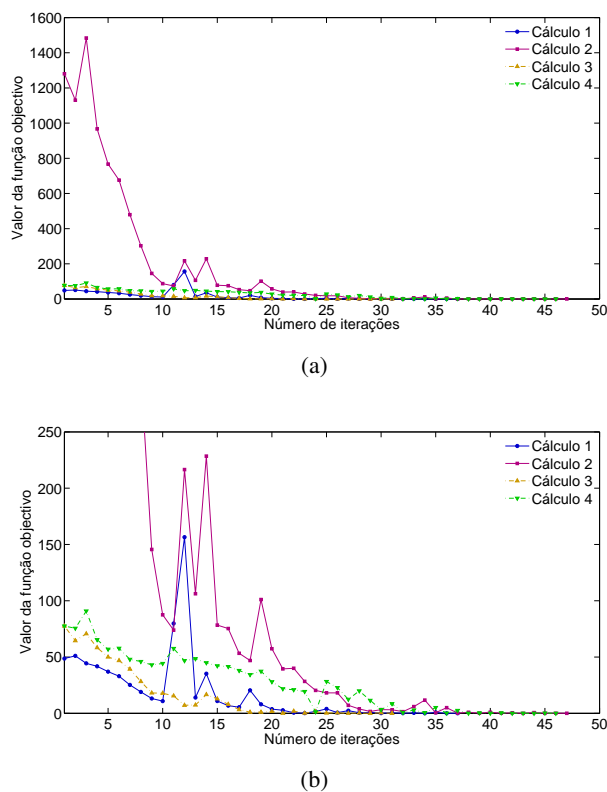 1600
1400
1200
1000
800
600
400
200
0
Valor da função objectivo
5 10 15 20 25 30 35 40 45 50
Número de iterações
Cálculo 1
Cálculo 2
Cálculo 3
Cálculo 4
(a)
250
200
150
100
50
0
Valor da função objectivo
5 10 15 20 25 30 35 40 45 50
Número de iterações
Cálculo 1
Cálculo 2
Cálculo 3
Cálculo 4
(b)